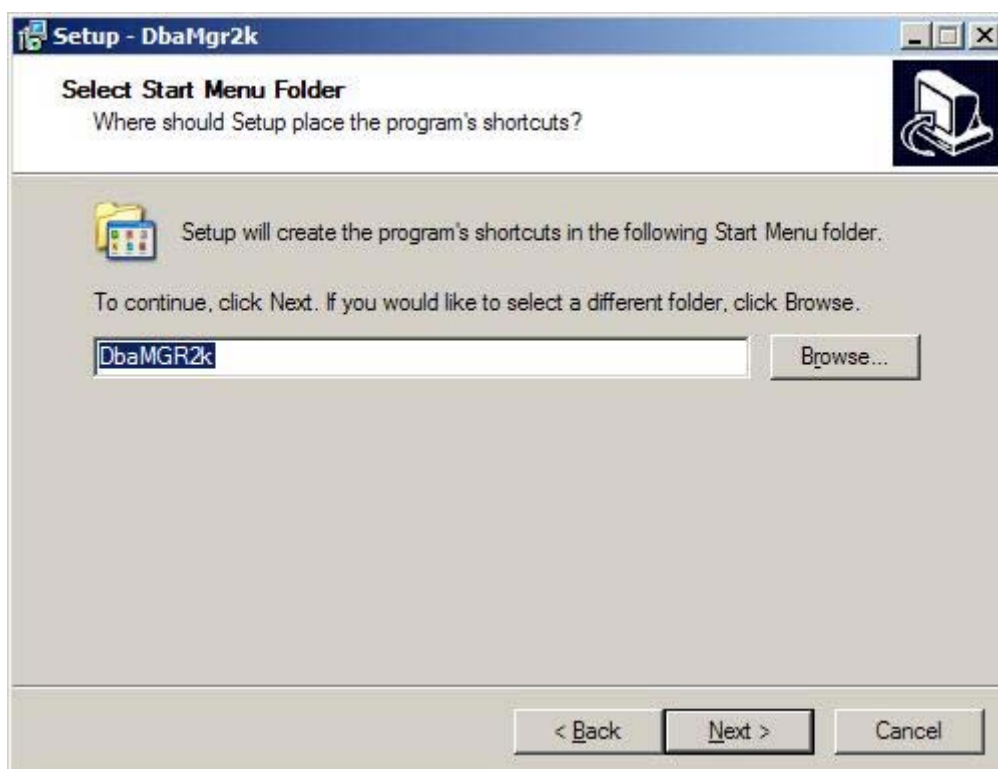 Setup - DbaMgr2k
Select Start Menu Folder
Where should Setup place the program's shortcuts?
Setup will create the program's shortcuts in the following Start Menu folder.
To continue, click Next. If you would like to select a different folder, click Browse.
DbaMGR2k
Browse...
< Back
Next >
Cancel